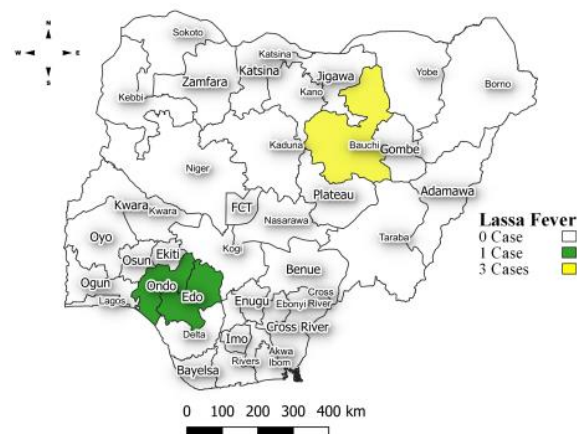 N
W E
S
Sokoto
Katsina
Zamfara
Katsina
Jigawa
Yobe
Borno
Kebbi
Kano
Kaduna
Bauchi
Gombe
Niger
Plateau
Adamawa
Kwara
Kwara
FCT
Nasarawa
Taraba
Oyo
Kogi
Osun
Ekiti
Benue
Ogun
Ondo
Edo
Lagos
Enugu
Cross
Ebonyi River
Delta
Imo
Cross River
Rivers
Akwa
Ibom
Bayelsa
Lassa Fever
0 Case
1 Case
3 Cases
0 100 200 300 400 km